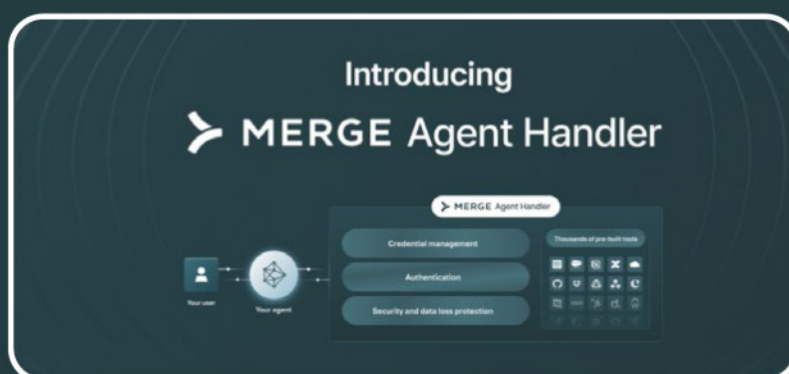 Introducing
MERGE Agent Handler
MERGE Agent Handler
Credential management
Thousands of pre-built tools
Authentication
Your user
Your agent
Security and data loss protection